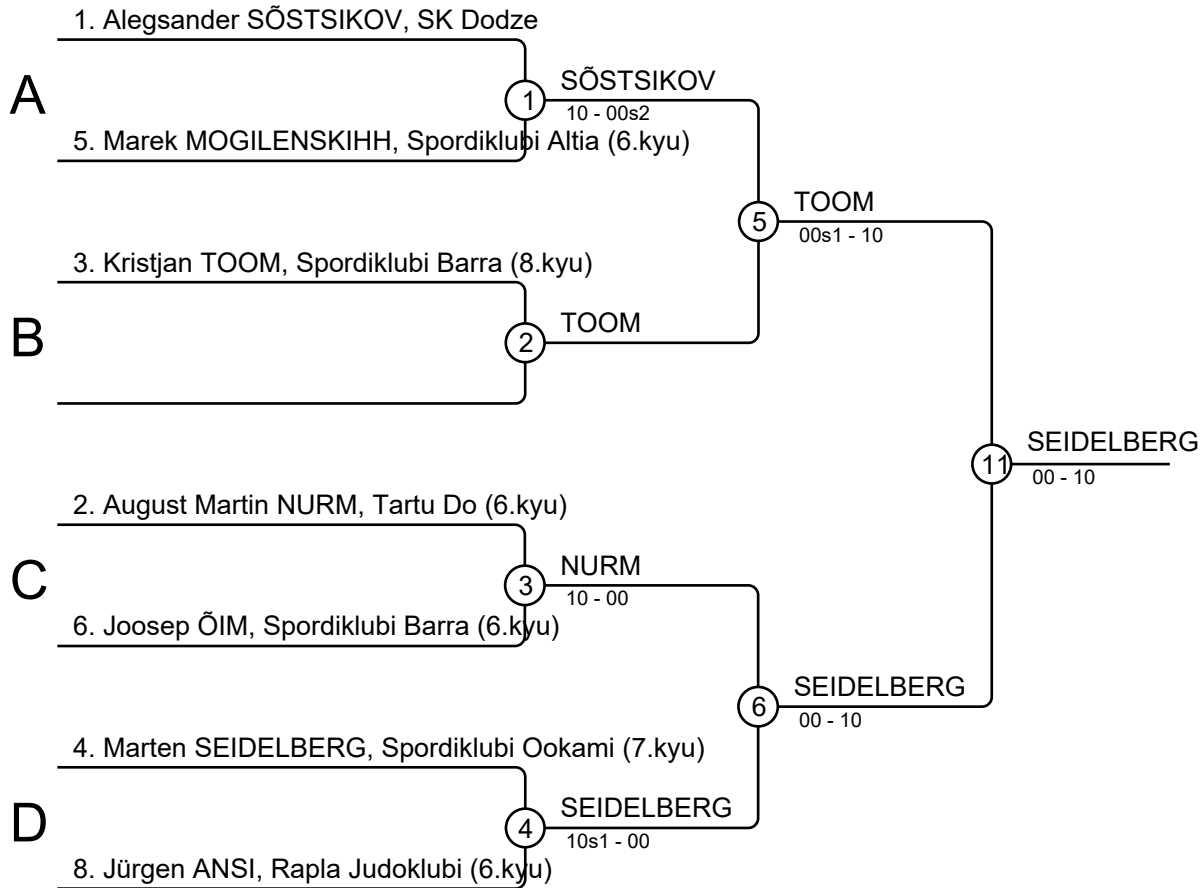 1. Alegsander SÕSTSIKOV, SK Dodze
A
1
SÕSTSIKOV
10 - 00s2
5. Marek MOGILENSKIHH, Spordiklubi Altia (6.kyu)
5
TOOM
00s1 - 10
3. Kristjan TOOM, Spordiklubi Barra (8.kyu)
B
2
TOOM
11
SEIDELBERG
00 - 10
2. August Martin NURM, Tartu Do (6.kyu)
C
3
NURM
10 - 00
6. Joosep ÕIM, Spordiklubi Barra (6.kyu)
6
SEIDELBERG
00 - 10
4. Marten SEIDELBERG, Spordiklubi Ookami (7.kyu)
D
4
SEIDELBERG
10s1 - 00
8. Jürgen ANSI, Rapla Judoklubi (6.kyu)